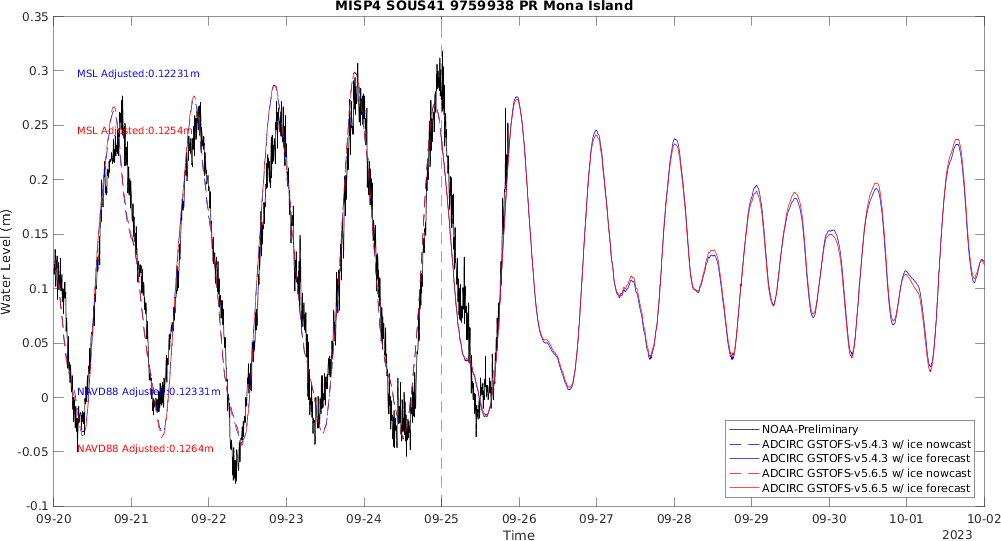 MISP4 SOUS41 9759938 PR Mona Island
0.35
0.3
0.25
0.2
0.15
0.1
0.05
0
-0.05
-0.1
Water Level (m)
MSL Adjusted:0.12231m
MSL Adjusted:0.1254m
NAVD88 Adjusted:0.12331m
NAVD88 Adjusted:0.1264m
NOAA-Preliminary
ADCIRC GSTOFS-v5.4.3 w/ ice nowcast
ADCIRC GSTOFS-v5.4.3 w/ ice forecast
ADCIRC GSTOFS-v5.6.5 w/ ice nowcast
ADCIRC GSTOFS-v5.6.5 w/ ice forecast
09-20 09-21 09-22 09-23 09-24 09-25 09-26 09-27 09-28 09-29 09-30 10-01 10-02
Time
2023